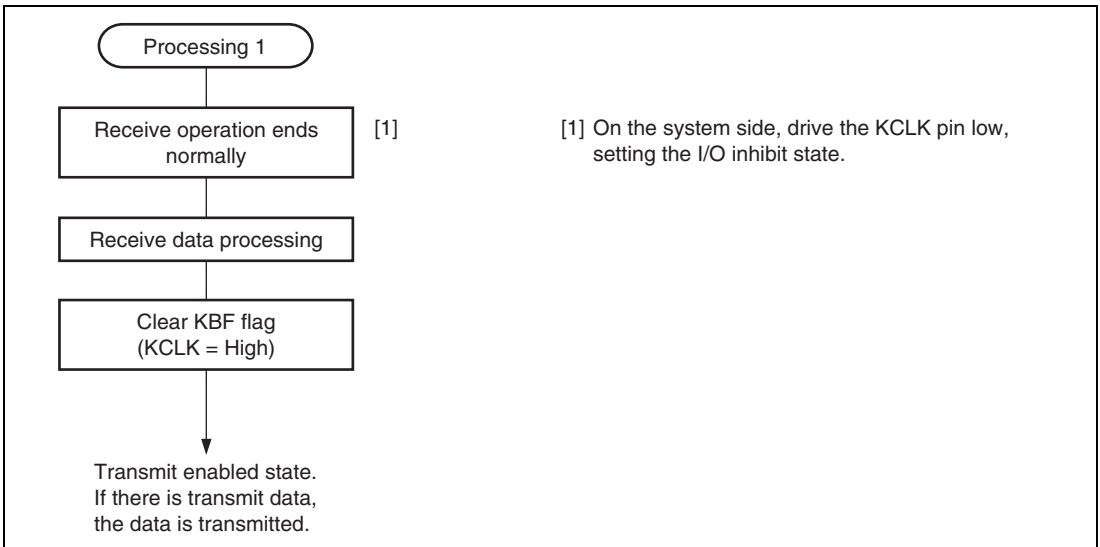 Processing 1
Receive operation ends
normally
[1]
[1] On the system side, drive the KCLK pin low,
setting the I/O inhibit state.
Receive data processing
Clear KBF flag
(KCLK = High)
Transmit enabled state.
If there is transmit data,
the data is transmitted.